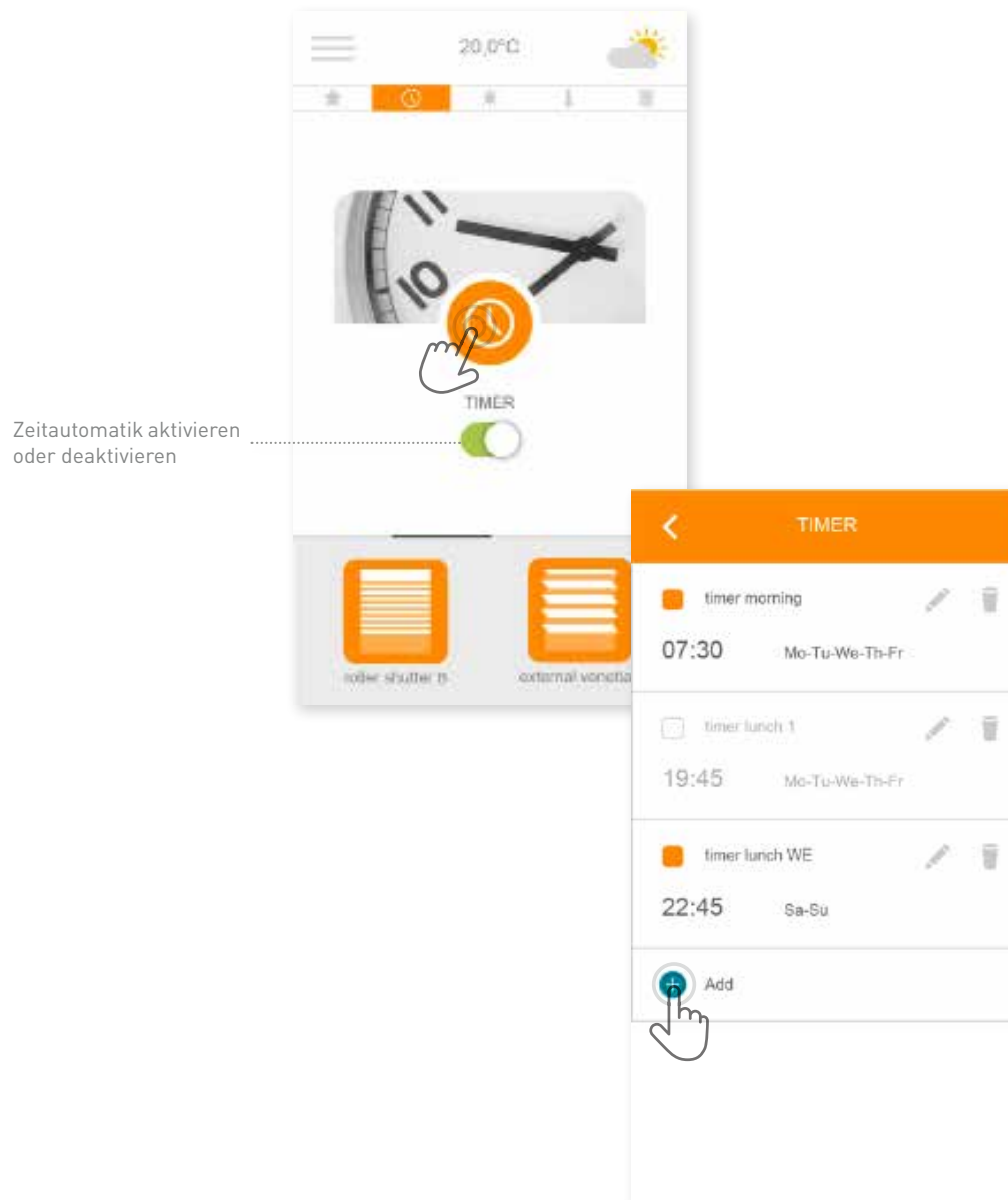 20,0°C
11
10
TIMER
Zeitautomatik aktivieren
oder deaktivieren
roller shutter
external venetia
TIMER
timer morning
07:30 Mo-Tu-We-Th-Fr
timer lunch 1
19:45 Mo-Tu-We-Th-Fr
timer lunch WE
22:45 Sa-Su
Add